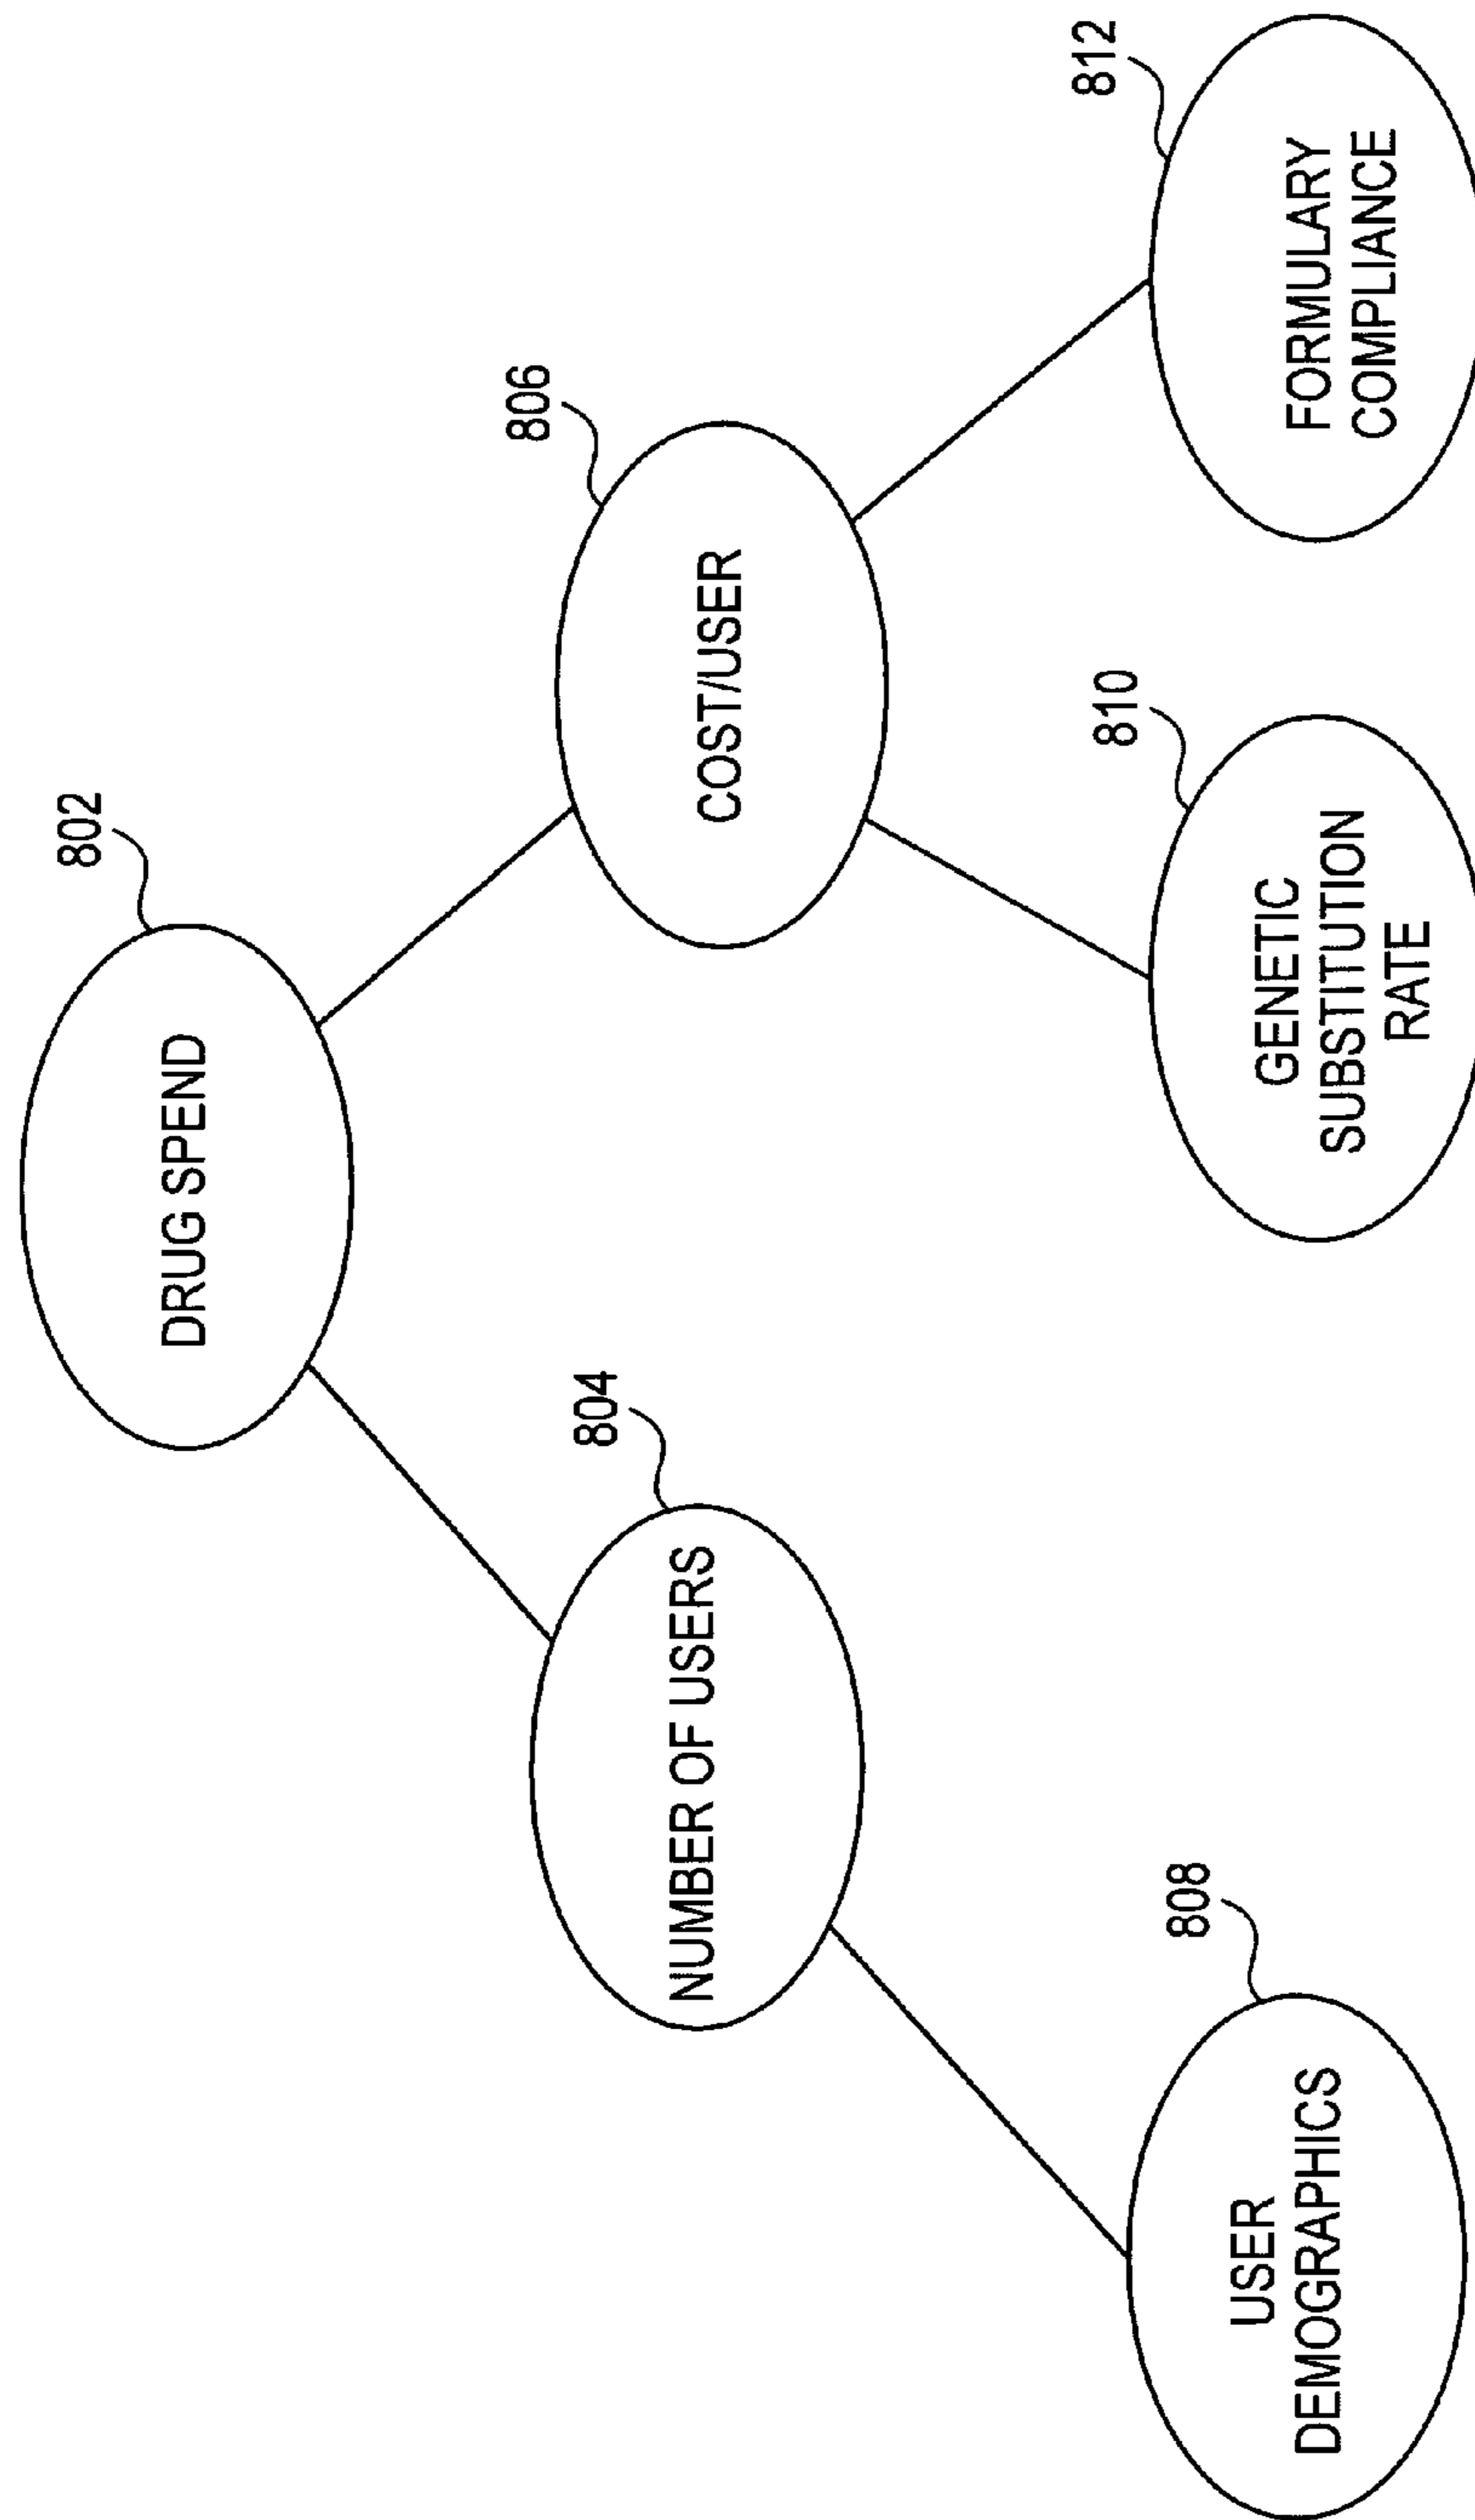 802
DRUG SPEND
804
NUMBER OF USERS
806
COST/USER
808
USER
DEMOGRAPHICS
810
GENETIC
SUBSTITUTION
RATE
812
FORMULARY
COMPLIANCE